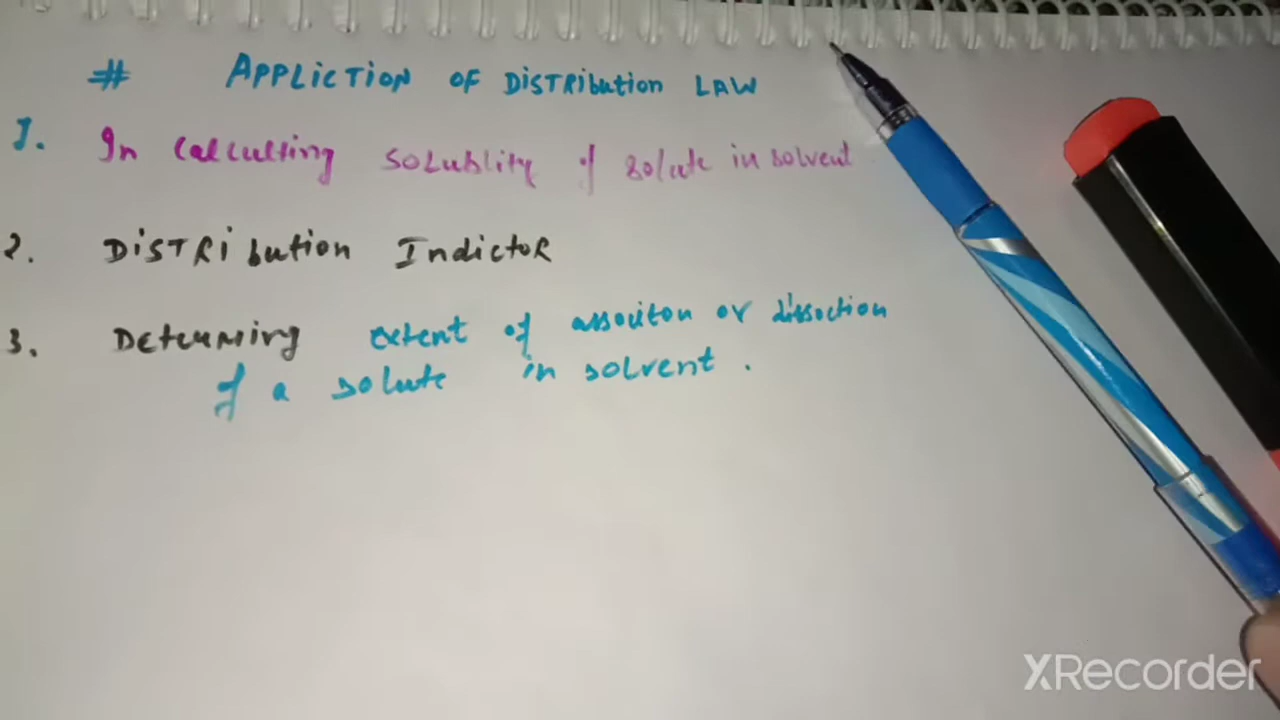 # APPLICTION OF DISTRIbution LAW
1. In Calculting Solublity of solute in solvent
2. DISTRIbution IndictoR
3. Determing extent of assoiiton or dissoction
of a solute in solvent.
XRecorder